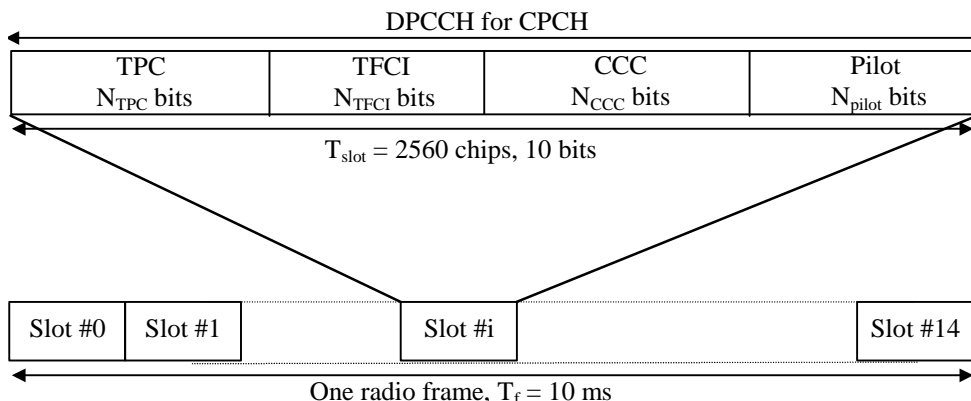 DPCCH for CPCH
TPC TFCI CCC Pilot
N_TPC bits N_TFCI bits N_CCC bits N_pilot bits
T_slot = 2560 chips, 10 bits
Slot #0 Slot #1 Slot #i Slot #14
One radio frame, T_f = 10 ms